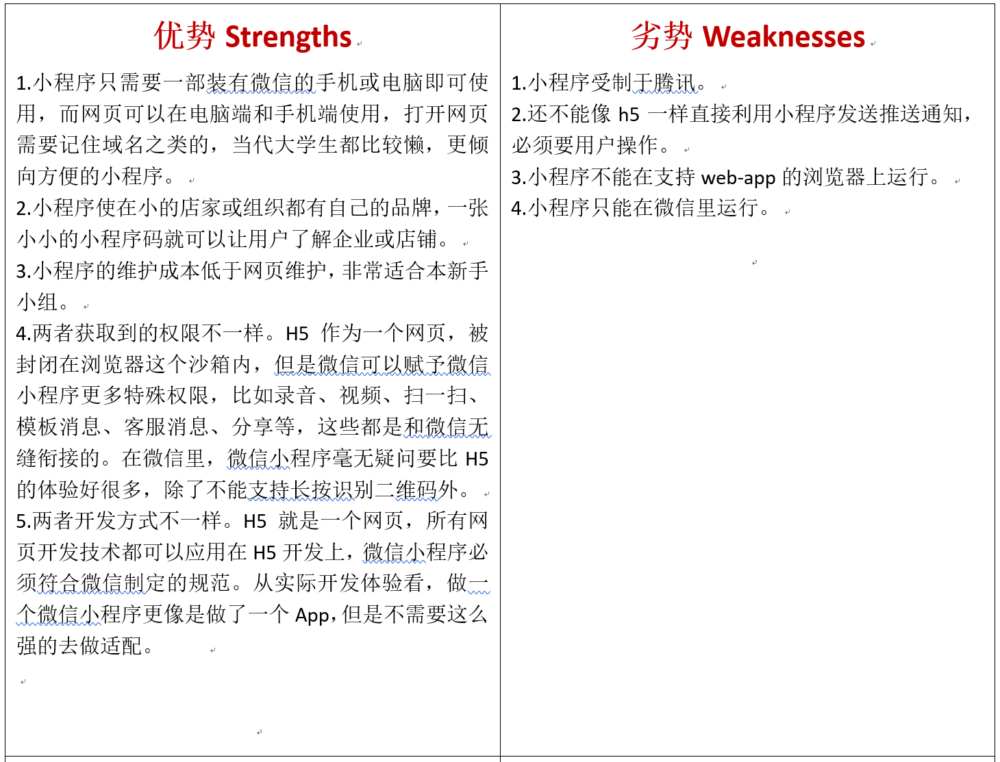 优势 Strengths
1.小程序只需要一部装有微信的手机或电脑即可使
用，而网页可以在电脑端和手机端使用，打开网页
需要记住域名之类的，当代大学生都比较懒，更倾
向方便的小程序。
2.小程序使在小的店家或组织都有自己的品牌，一张
小小的小程序码就可以让用户了解企业或店铺。
3.小程序的维护成本低于网页维护，非常适合本新手
小组。
4.两者获取到的权限不一样。H5 作为一个网页，被
封闭在浏览器这个沙箱内，但是微信可以赋予微信
小程序更多特殊权限，比如录音、视频、扫一扫、
模板消息、客服消息、分享等，这些都是和微信无
缝衔接的。在微信里，微信小程序毫无疑问要比 H5
的体验好很多，除了不能支持长按识别二维码外。
5.两者开发方式不一样。H5 就是一个网页，所有网
页开发技术都可以应用在 H5 开发上，微信小程序必
须符合微信制定的规范。从实际开发体验看，做一
个微信小程序更像是做了一个 App，但是不需要这么
强的去做适配。
劣势 Weaknesses
1.小程序受制于腾讯。
2.还不能像 h5 一样直接利用小程序发送推送通知，
必须要用户操作。
3.小程序不能在支持 web-app 的浏览器上运行。
4.小程序只能在微信里运行。